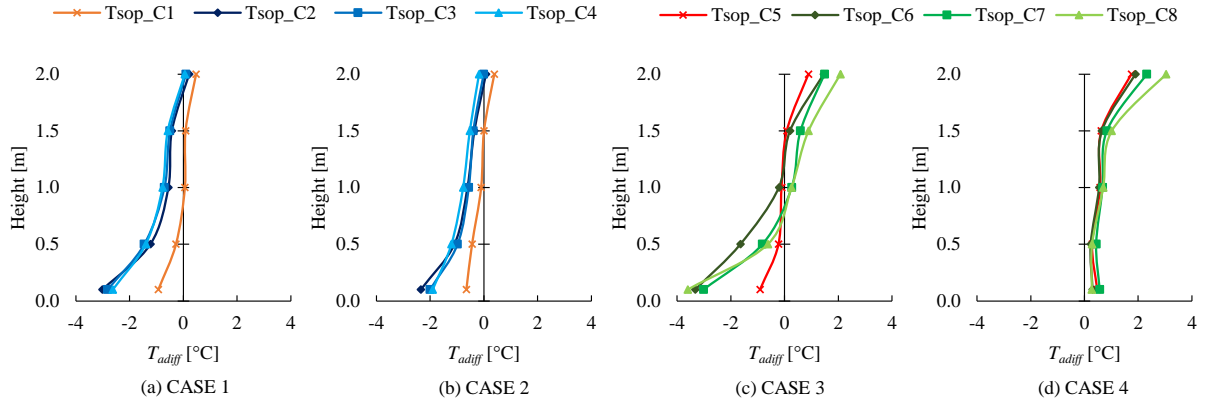 Tsop_C1 Tsop_C2 Tsop_C3 Tsop_C4
Tsop_C5 Tsop_C6 Tsop_C7 Tsop_C8
Height [m]
2.0
1.5
1.0
0.5
0.0
-4 -2 0 2 4
T_adiff [°C]
(a) CASE 1
Height [m]
2.0
1.5
1.0
0.5
0.0
-4 -2 0 2 4
T_adiff [°C]
(b) CASE 2
Height [m]
2.0
1.5
1.0
0.5
0.0
-4 -2 0 2 4
T_adiff [°C]
(c) CASE 3
Height [m]
2.0
1.5
1.0
0.5
0.0
-4 -2 0 2 4
T_adiff [°C]
(d) CASE 4